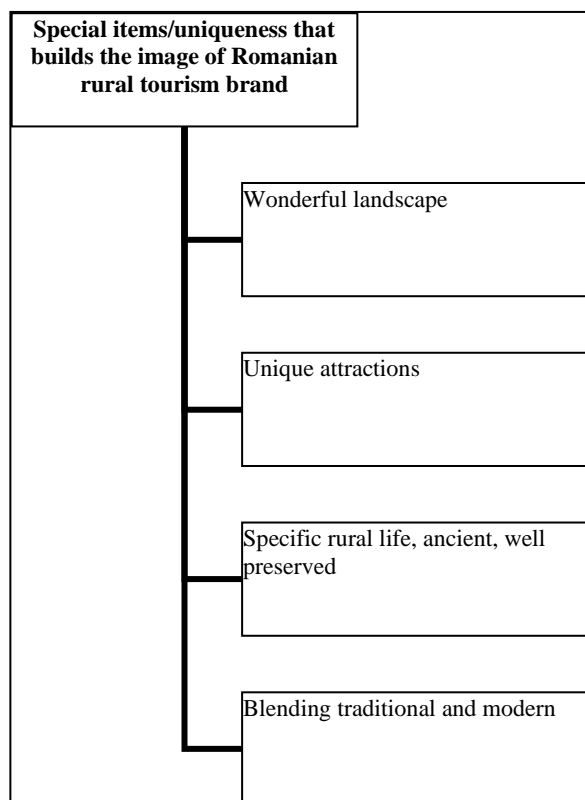 Special items/uniqueness that
builds the image of Romanian
rural tourism brand
Wonderful landscape
Unique attractions
Specific rural life, ancient, well
preserved
Blending traditional and modern